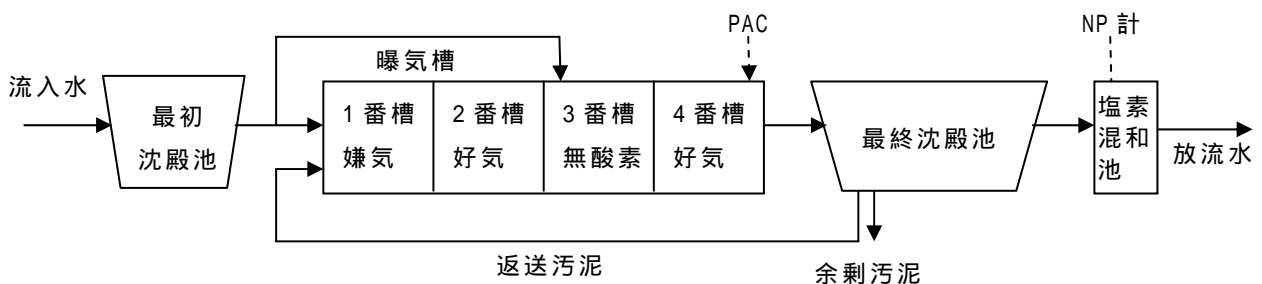 PAC
NP計
曝気槽
流入水
最初
沈殿池
1番槽
嫌気
2番槽
好気
3番槽
無酸素
4番槽
好気
最終沈殿池
塩素
混和
池
放流水
返送汚泥
余剰汚泥